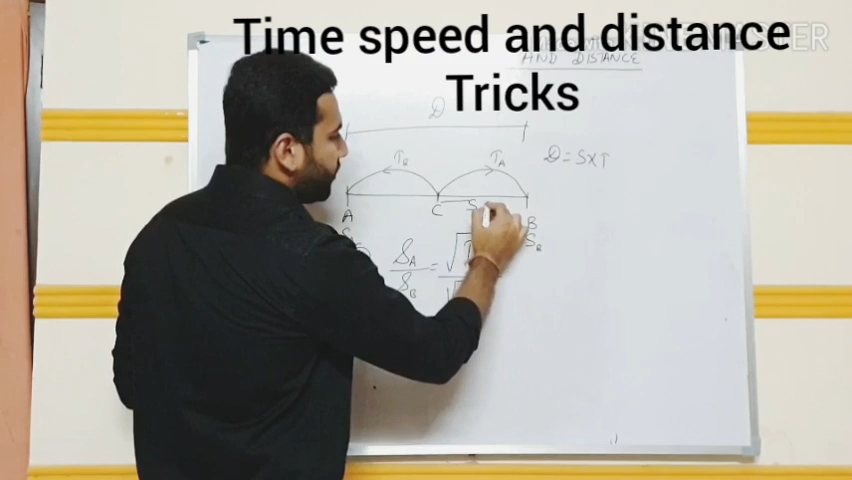 Time speed and distance
Tricks
AND DISTANCE
D
T_B T_A
D = S×T
A C B
S_B
S_A/S_B = √T